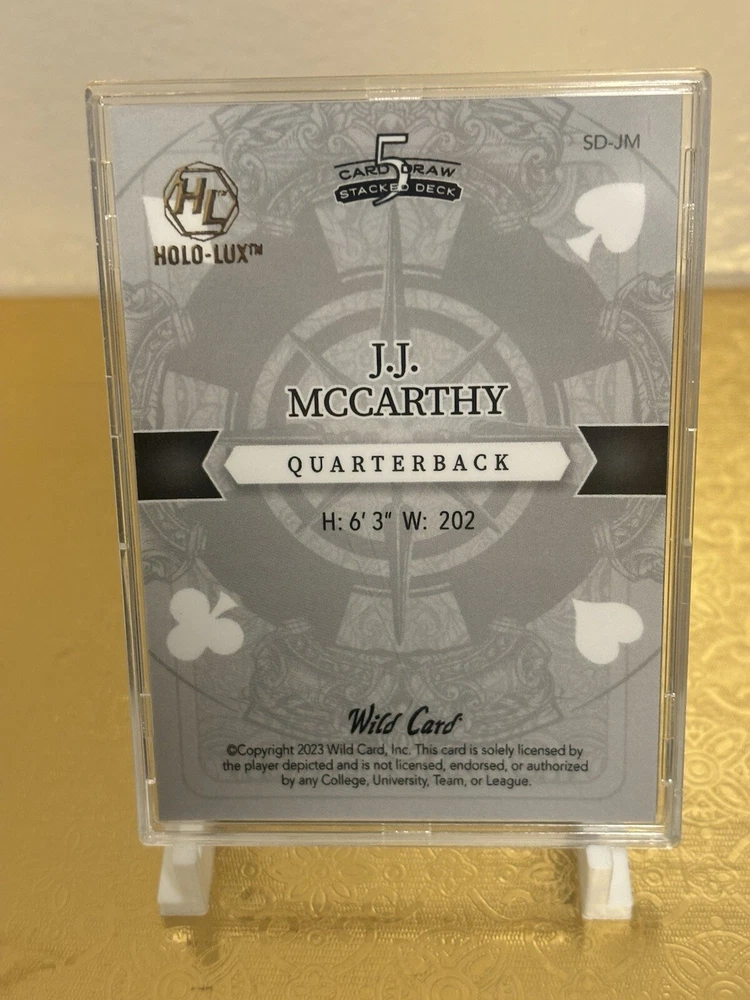 SD-JM
5
CARD DRAW
STACKED DECK
HL
HOLO-LUX™
J.J.
MCCARTHY
QUARTERBACK
H: 6' 3" W: 202
Wild Card
©Copyright 2023 Wild Card, Inc. This card is solely licensed by
the player depicted and is not licensed, endorsed, or authorized
by any College, University, Team, or League.